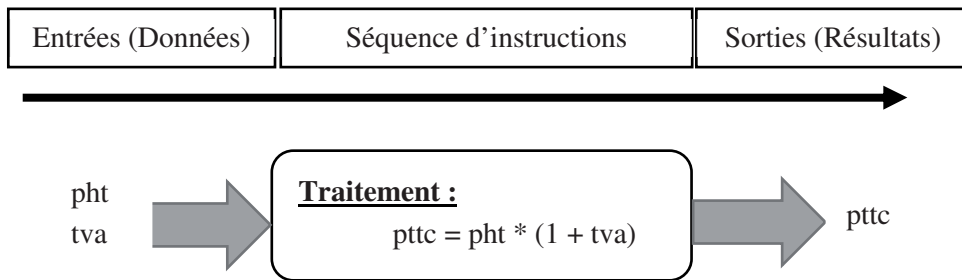 Entrées (Données)
Séquence d’instructions
Sorties (Résultats)
pht
tva
Traitement :
pttc = pht * (1 + tva)
pttc